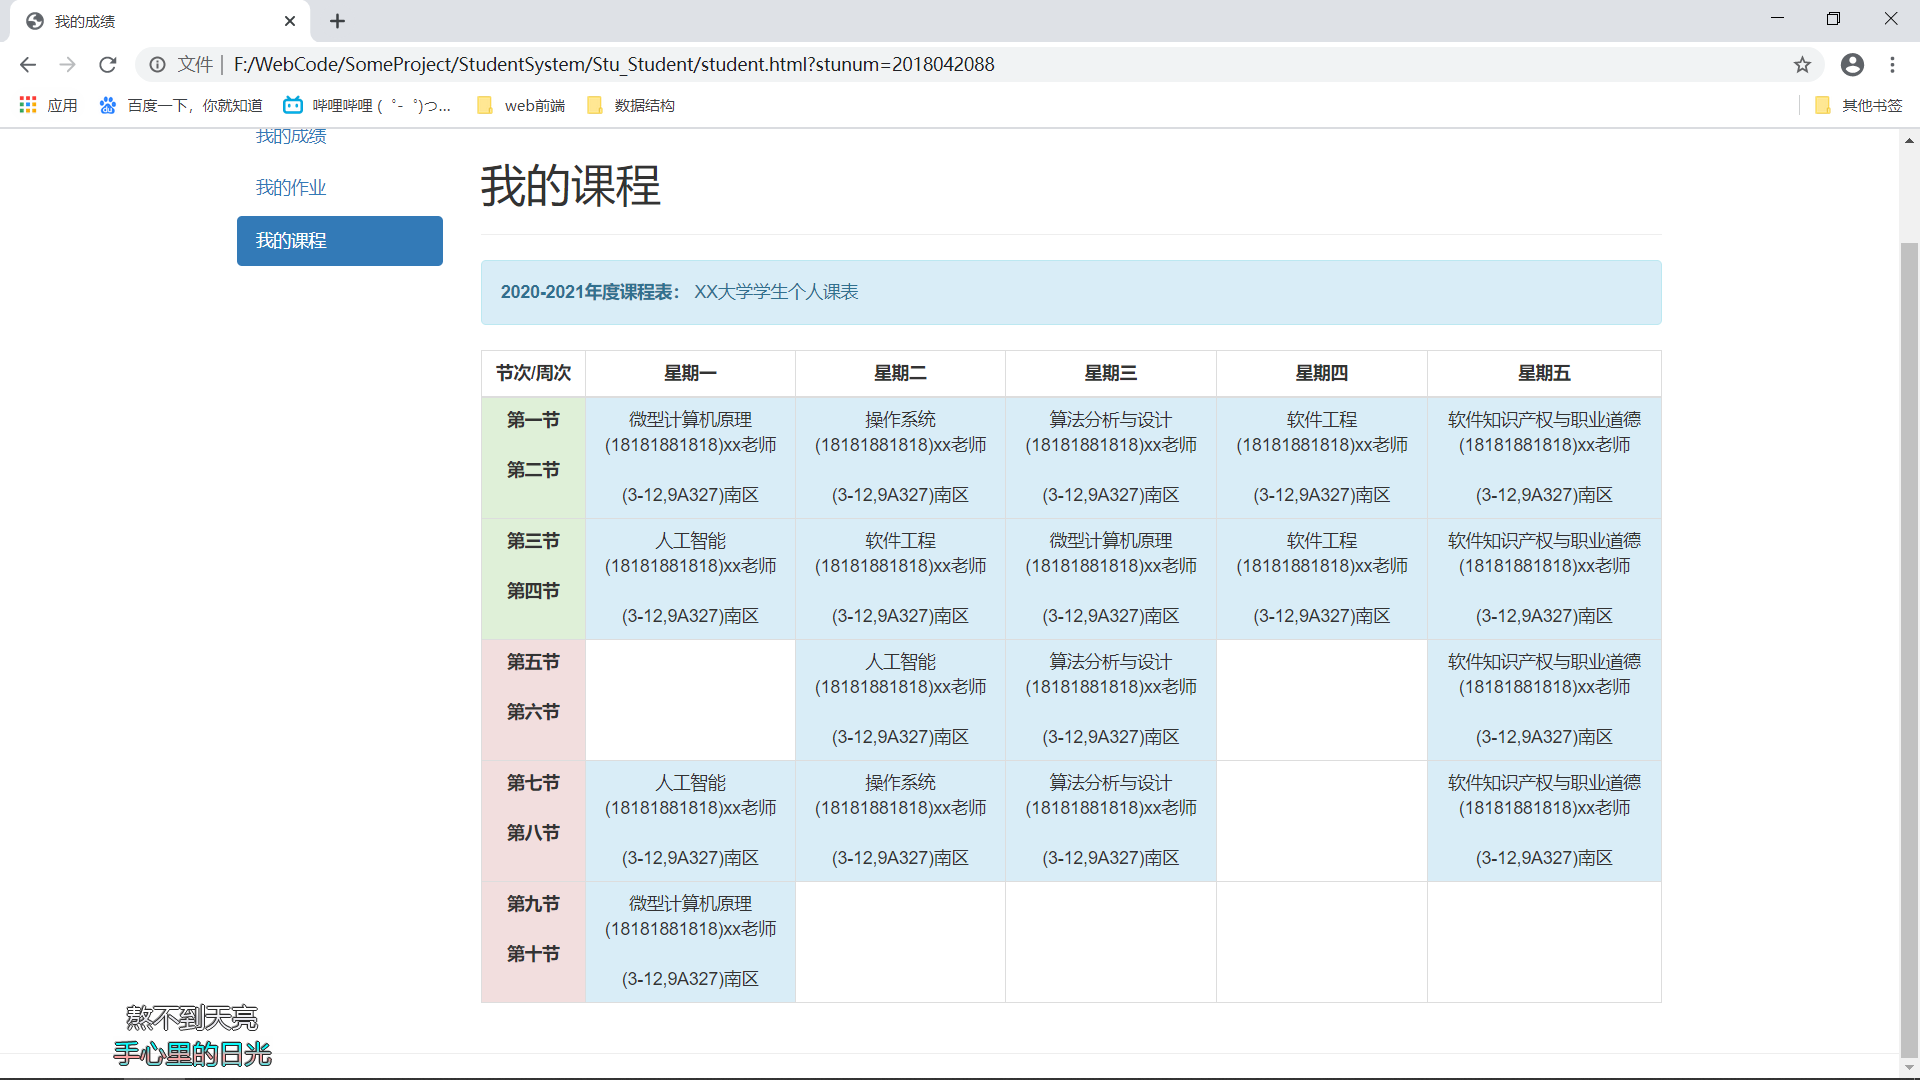 我的成绩
文件 | F:/WebCode/SomeProject/StudentSystem/Stu_Student/student.html?stunum=2018042088
应用 百度一下，你就知道 哔哩哔哩 ( ゜- ゜)つ... web前端 数据结构 其他书签
我的成绩
我的作业
我的课程
我的课程
2020-2021年度课程表： XX大学学生个人课表
节次/周次 星期一 星期二 星期三 星期四 星期五
第一节 微型计算机原理 操作系统 算法分析与设计 软件工程 软件知识产权与职业道德
(18181881818)xx老师 (18181881818)xx老师 (18181881818)xx老师 (18181881818)xx老师 (18181881818)xx老师
第二节
(3-12,9A327)南区 (3-12,9A327)南区 (3-12,9A327)南区 (3-12,9A327)南区 (3-12,9A327)南区
第三节 人工智能 软件工程 微型计算机原理 软件工程 软件知识产权与职业道德
(18181881818)xx老师 (18181881818)xx老师 (18181881818)xx老师 (18181881818)xx老师 (18181881818)xx老师
第四节
(3-12,9A327)南区 (3-12,9A327)南区 (3-12,9A327)南区 (3-12,9A327)南区 (3-12,9A327)南区
第五节 人工智能 算法分析与设计 软件知识产权与职业道德
(18181881818)xx老师 (18181881818)xx老师 (18181881818)xx老师
第六节
(3-12,9A327)南区 (3-12,9A327)南区 (3-12,9A327)南区
第七节 人工智能 操作系统 算法分析与设计 软件知识产权与职业道德
(18181881818)xx老师 (18181881818)xx老师 (18181881818)xx老师 (18181881818)xx老师
第八节
(3-12,9A327)南区 (3-12,9A327)南区 (3-12,9A327)南区 (3-12,9A327)南区
第九节 微型计算机原理
(18181881818)xx老师
第十节
(3-12,9A327)南区
熬不到天亮
手心里的日光